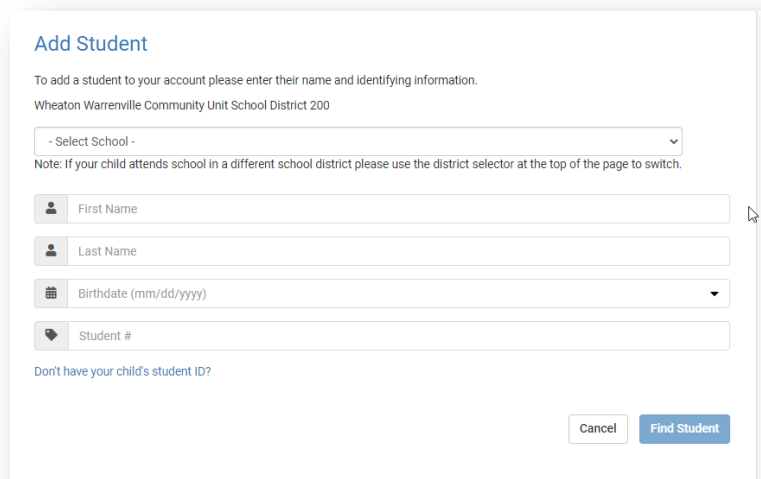 Add Student
To add a student to your account please enter their name and identifying information.
Wheaton Warrenville Community Unit School District 200
- Select School -
Note: If your child attends school in a different school district please use the district selector at the top of the page to switch.
First Name
Last Name
Birthdate (mm/dd/yyyy)
Student #
Don't have your child's student ID?
Cancel
Find Student